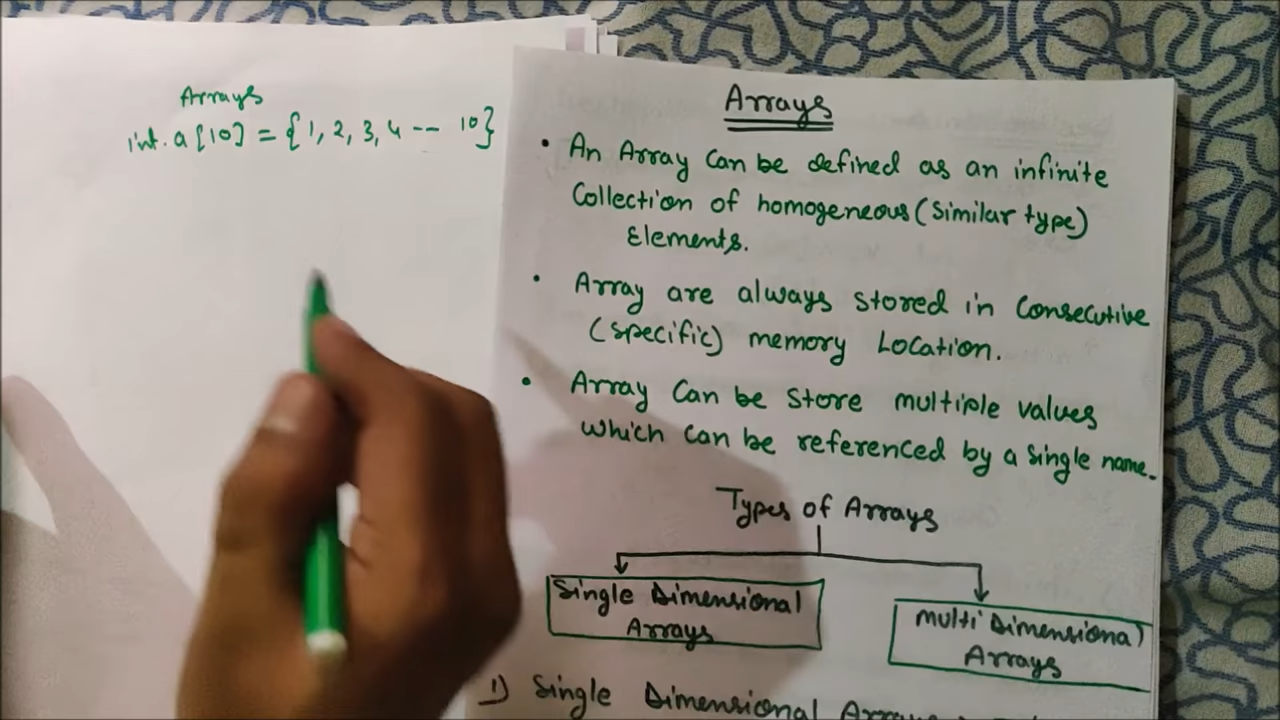 Arrays
int. a[10] = {1, 2, 3, 4 -- 10}
Arrays
• An Array Can be defined as an infinite
Collection of homogeneous (Similar type)
Elements.
• Array are always stored in Consecutive
(Specific) memory Location.
• Array Can be Store multiple values
which can be referenced by a Single name.
Types of Arrays
Single Dimensional
Arrays
Multi Dimensional
Arrays
1) Single Dimensional Arrays